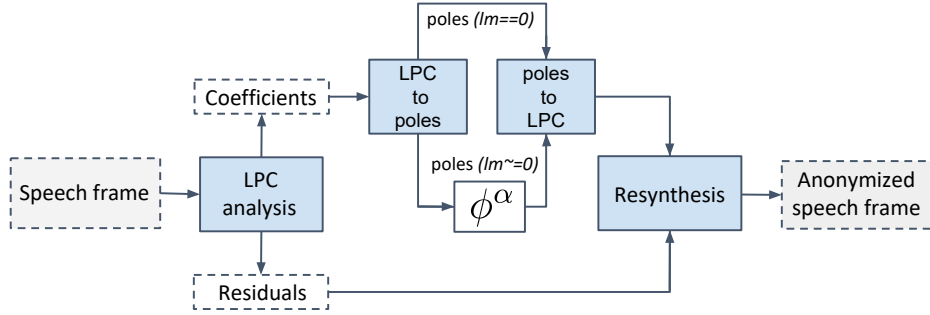 poles (Im==0)
LPC
to
poles
poles
to
LPC
Coefficients
poles (Im~=0)
Speech frame
LPC
analysis
ϕ^α
Resynthesis
Anonymized
speech frame
Residuals